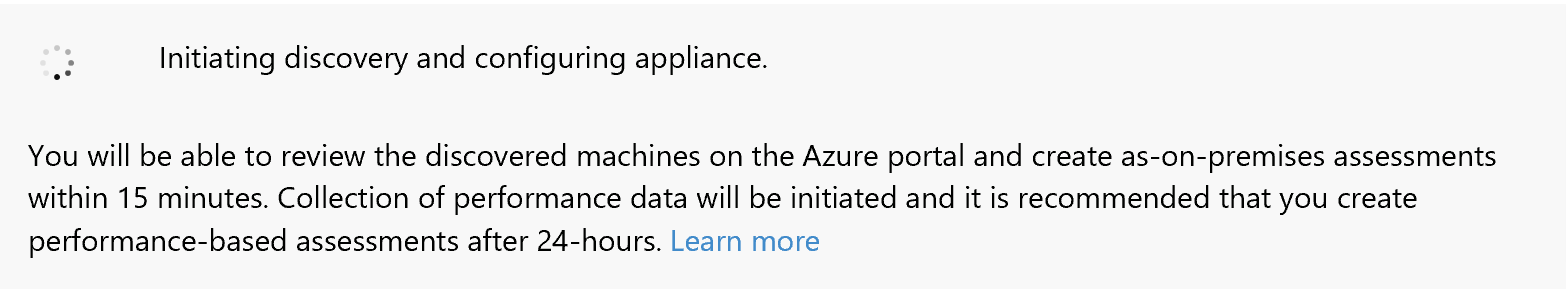 Initiating discovery and configuring appliance.
You will be able to review the discovered machines on the Azure portal and create as-on-premises assessments
within 15 minutes. Collection of performance data will be initiated and it is recommended that you create
performance-based assessments after 24-hours. Learn more